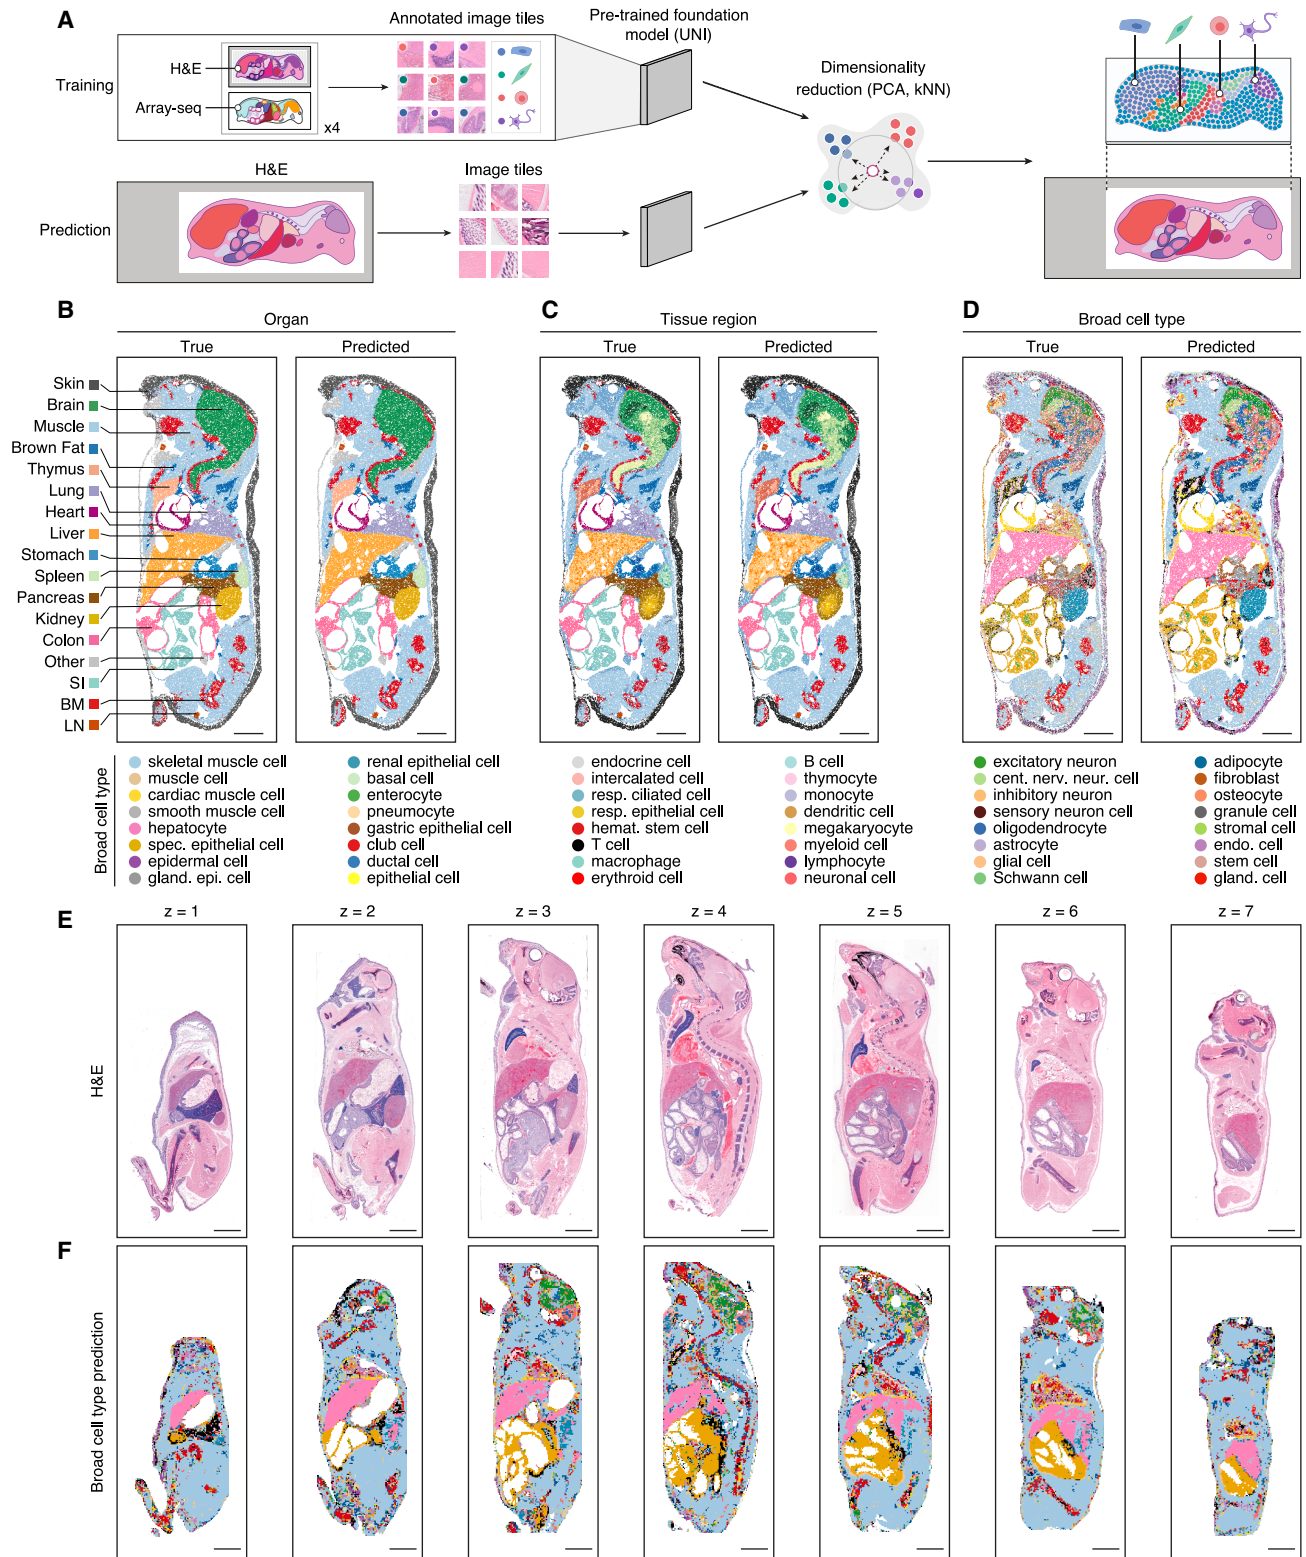 A
Annotated image tiles
Pre-trained foundation
model (UNI)
Training
H&E
Array-seq
x4
Dimensionality
reduction (PCA, kNN)
H&E
Image tiles
Prediction
B
Organ
True
Predicted
C
Tissue region
True
Predicted
D
Broad cell type
True
Predicted
Skin
Brain
Muscle
Brown Fat
Thymus
Lung
Heart
Liver
Stomach
Spleen
Pancreas
Kidney
Colon
Other
SI
BM
LN
Broad cell type
skeletal muscle cell
muscle cell
cardiac muscle cell
smooth muscle cell
hepatocyte
spec. epithelial cell
epidermal cell
gland. epi. cell
renal epithelial cell
basal cell
enterocyte
pneumocyte
gastric epithelial cell
club cell
ductal cell
epithelial cell
endocrine cell
intercalated cell
resp. ciliated cell
resp. epithelial cell
hemat. stem cell
T cell
macrophage
erythroid cell
B cell
thymocyte
monocyte
dendritic cell
megakaryocyte
myeloid cell
lymphocyte
neuronal cell
excitatory neuron
cent. nerv. neur. cell
inhibitory neuron
sensory neuron cell
oligodendrocyte
astrocyte
glial cell
Schwann cell
adipocyte
fibroblast
osteocyte
granule cell
stromal cell
endo. cell
stem cell
gland. cell
E
z = 1
z = 2
z = 3
z = 4
z = 5
z = 6
z = 7
H&E
F
Broad cell type prediction